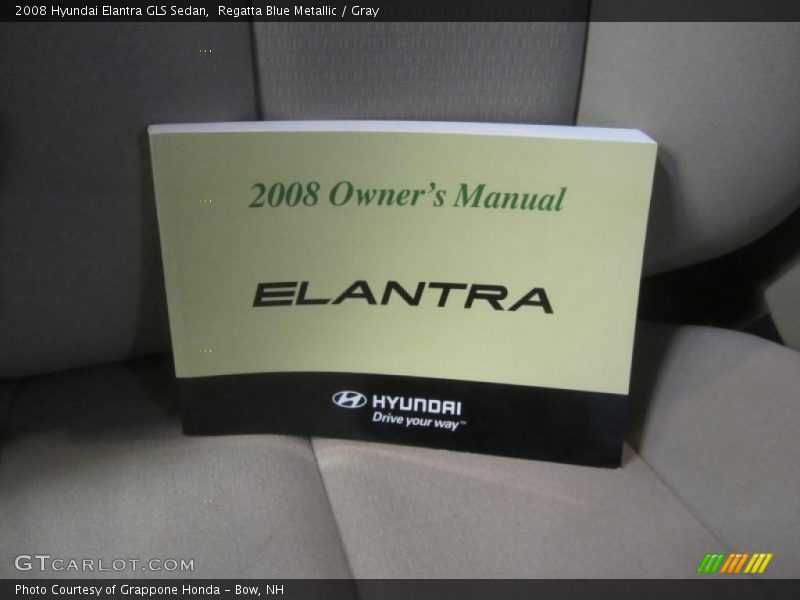 2008 Hyundai Elantra GLS Sedan,  Regatta Blue Metallic / Gray
2008 Owner's Manual
ELANTRA
HYUNDAI
Drive your way™
GTCARLOT.COM
Photo Courtesy of Grappone Honda - Bow, NH